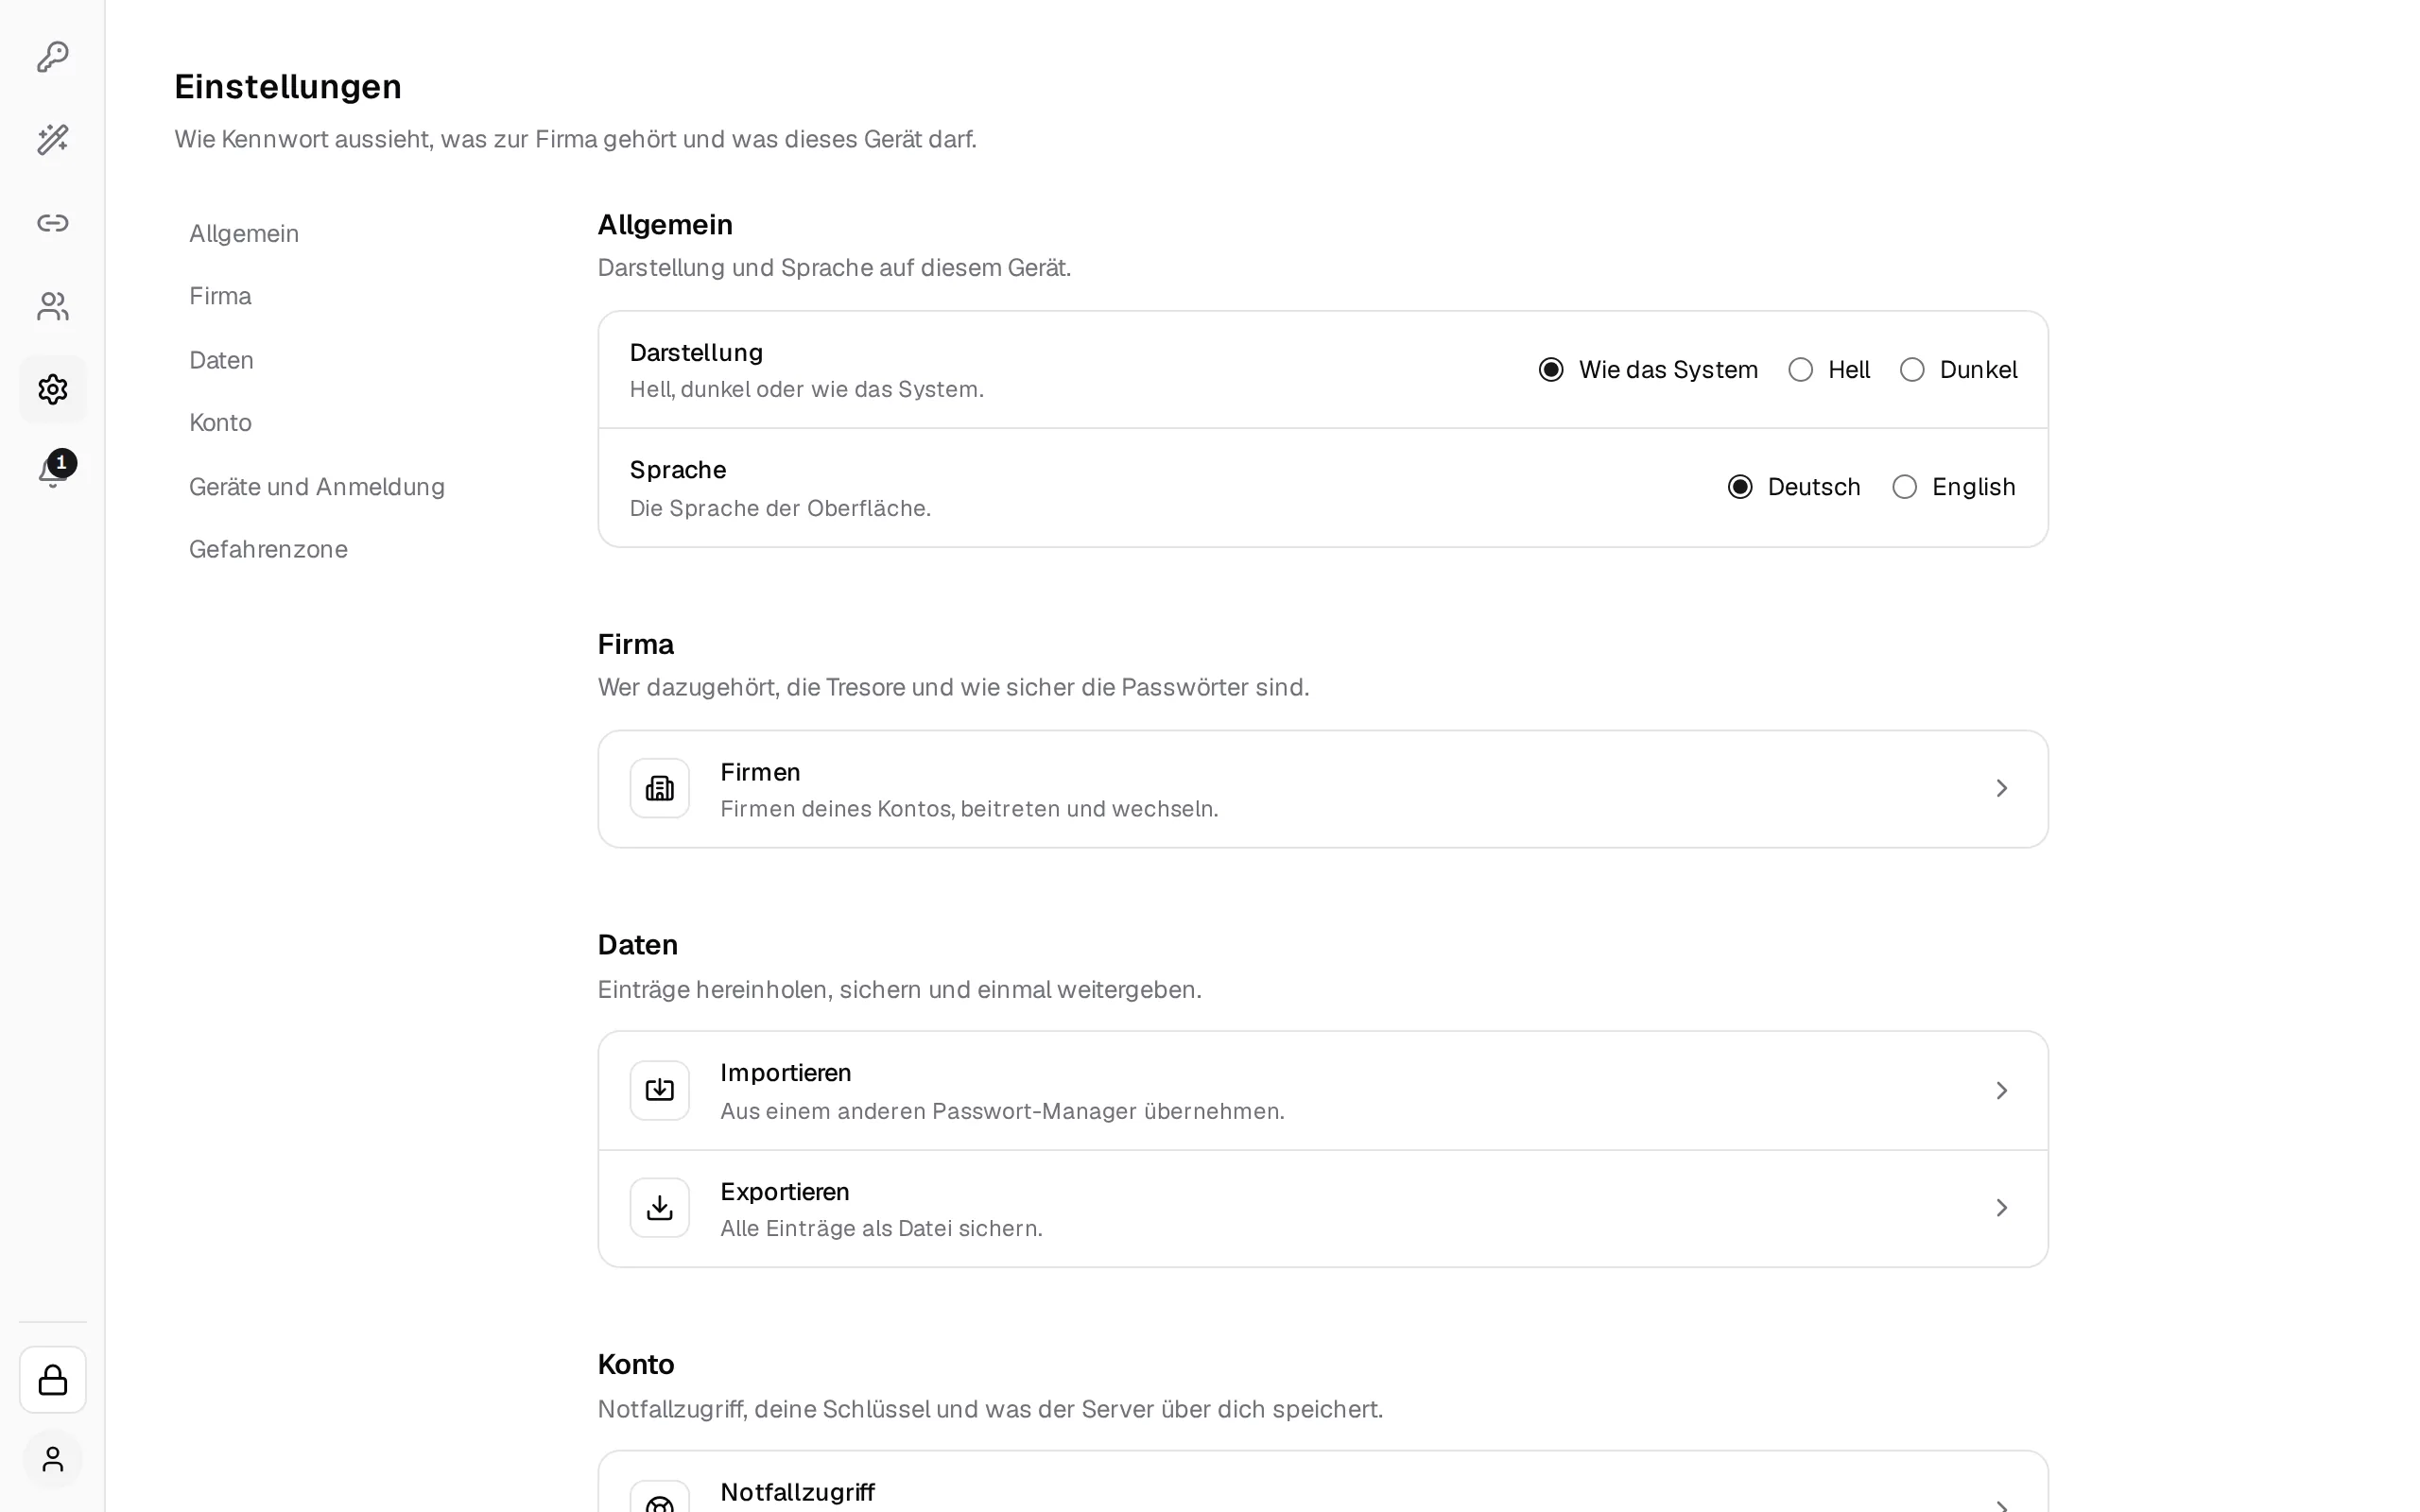 Einstellungen
Wie Kennwort aussieht, was zur Firma gehört und was dieses Gerät darf.
Allgemein
Firma
Daten
Konto
1
Geräte und Anmeldung
Gefahrenzone
Allgemein
Darstellung und Sprache auf diesem Gerät.
Darstellung
Hell, dunkel oder wie das System.
Wie das System Hell Dunkel
Sprache
Die Sprache der Oberfläche.
Deutsch English
Firma
Wer dazugehört, die Tresore und wie sicher die Passwörter sind.
Firmen
Firmen deines Kontos, beitreten und wechseln.
Daten
Einträge hereinholen, sichern und einmal weitergeben.
Importieren
Aus einem anderen Passwort-Manager übernehmen.
Exportieren
Alle Einträge als Datei sichern.
Konto
Notfallzugriff, deine Schlüssel und was der Server über dich speichert.
Notfallzugriff